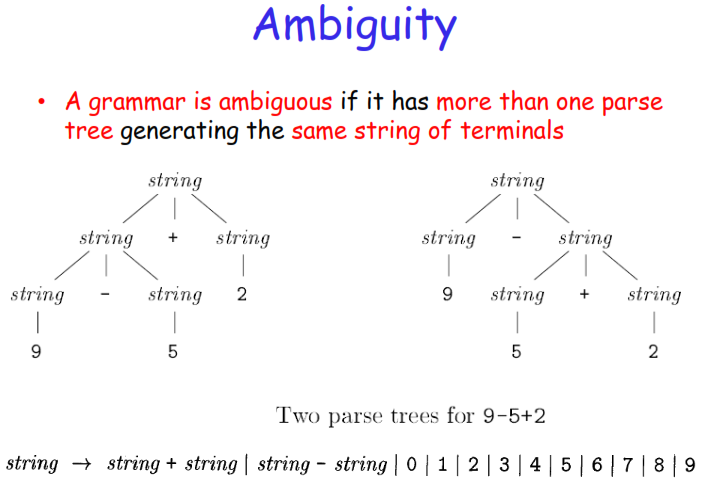 Ambiguity
• A grammar is ambiguous if it has more than one parse
tree generating the same string of terminals
string string
string + string string - string
string - string 2 9 string + string
9 5 5 2
Two parse trees for 9-5+2
string → string + string | string - string | 0 | 1 | 2 | 3 | 4 | 5 | 6 | 7 | 8 | 9